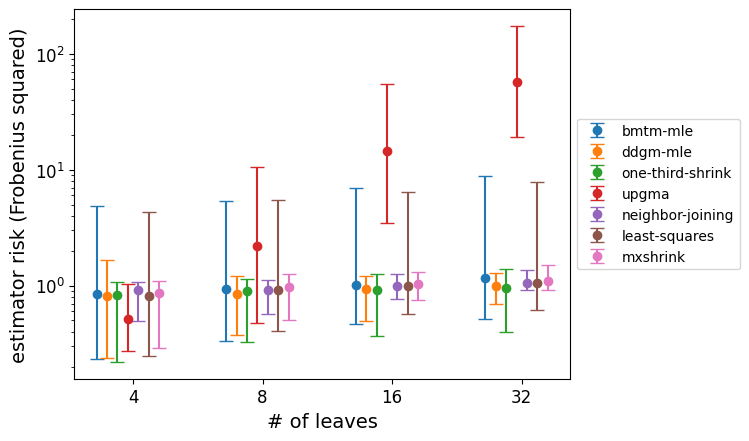 estimator risk (Frobenius squared)
10²
10¹
10⁰
4 8 16 32
# of leaves
bmtm-mle
ddgm-mle
one-third-shrink
upgma
neighbor-joining
least-squares
mxshrink